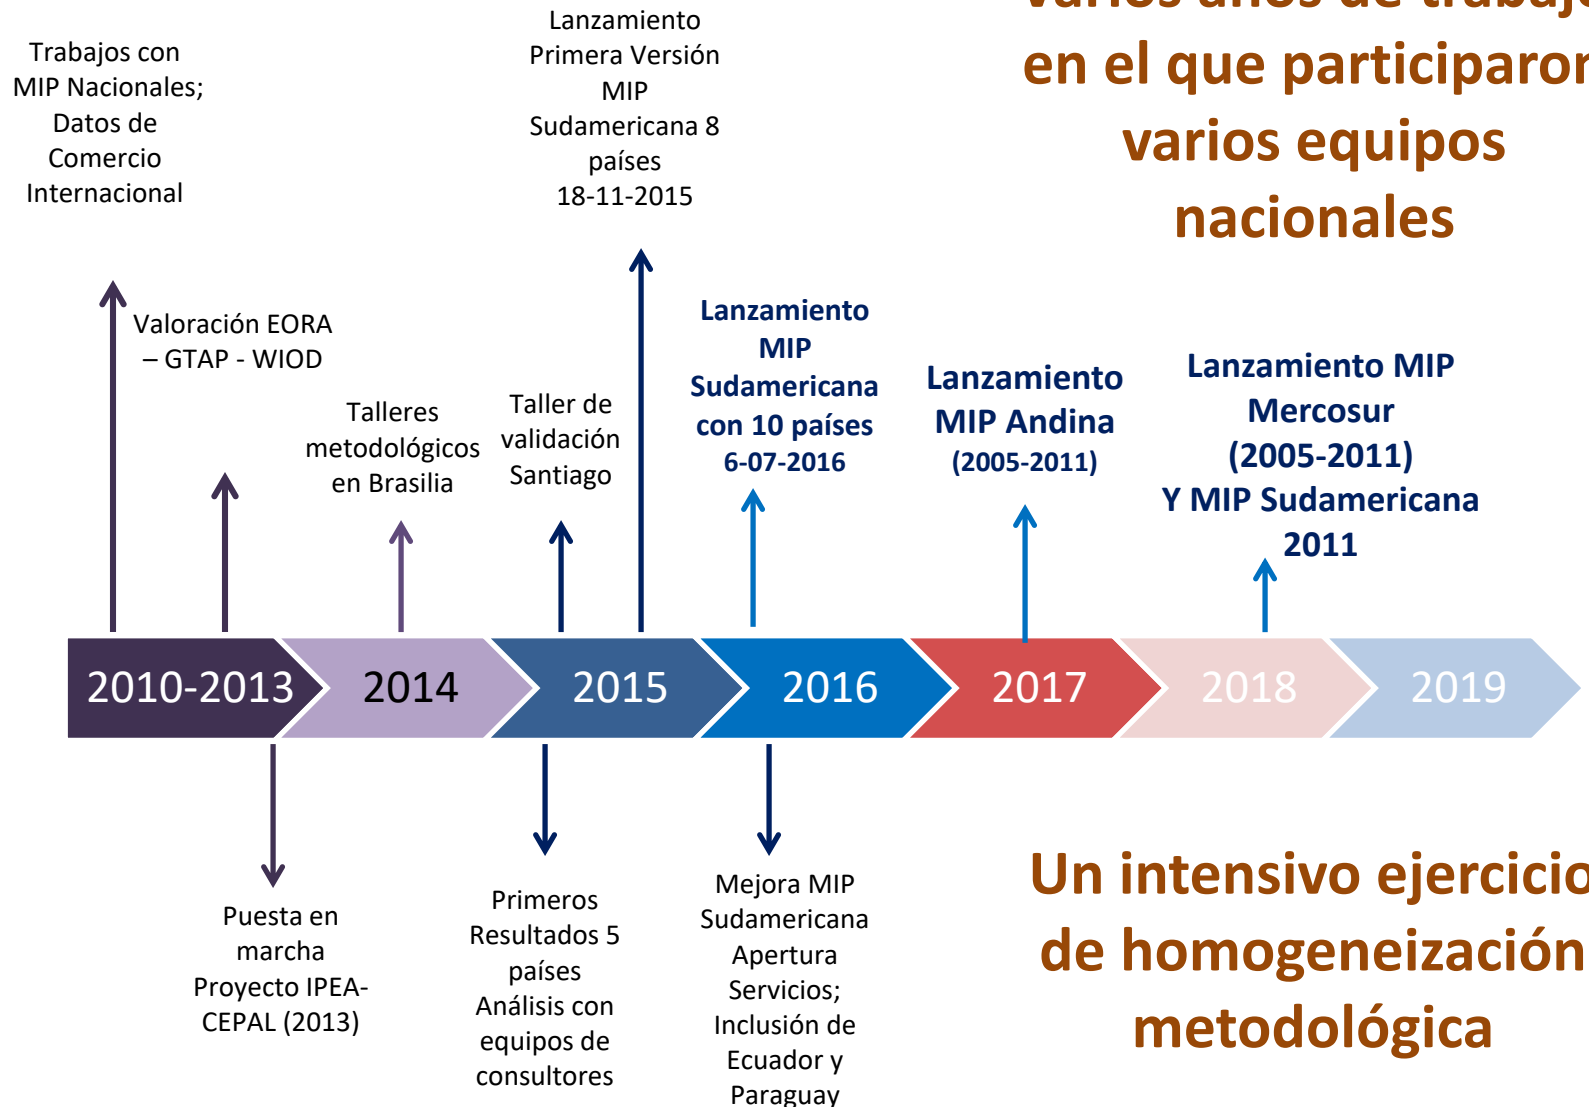 Trabajos con
MIP Nacionales;
Datos de
Comercio
Internacional
Valoración EORA
– GTAP - WIOD
Talleres
metodológicos
en Brasilia
Taller de
validación
Santiago
Lanzamiento
Primera Versión
MIP
Sudamericana 8
países
18-11-2015
Lanzamiento
MIP
Sudamericana
con 10 países
6-07-2016
Lanzamiento
MIP Andina
(2005-2011)
Lanzamiento MIP
Mercosur
(2005-2011)
Y MIP Sudamericana
2011
varios años de trabajo
en el que participaron
varios equipos
nacionales
2010-2013
2014
2015
2016
2017
2018
2019
Puesta en
marcha
Proyecto IPEA-
CEPAL (2013)
Primeros
Resultados 5
países
Análisis con
equipos de
consultores
Mejora MIP
Sudamericana
Apertura
Servicios;
Inclusión de
Ecuador y
Paraguay
Un intensivo ejercicio
de homogeneización
metodológica